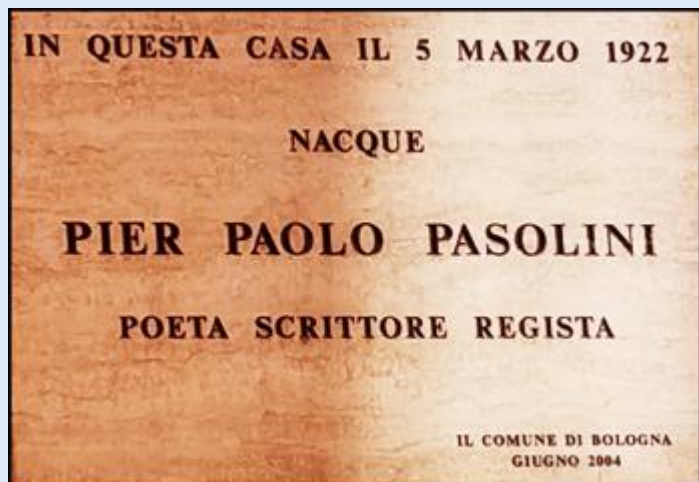 IN QUESTA CASA IL 5 MARZO 1922
NACQUE
PIER PAOLO PASOLINI
POETA SCRITTORE REGISTA
IL COMUNE DI BOLOGNA
GIUGNO 2004